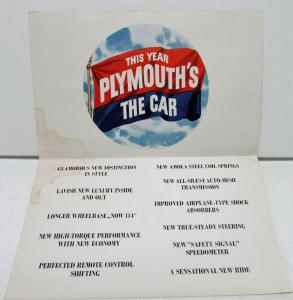 THIS YEAR
PLYMOUTH'S
THE CAR
GLAMOROUS NEW DISTINCTION
IN STYLE
LAVISH NEW LUXURY INSIDE
AND OUT
LONGER WHEELBASE...NOW 114"
NEW HIGH-TORQUE PERFORMANCE
WITH NEW ECONOMY
PERFECTED REMOTE CONTROL
SHIFTING
NEW AMOLA STEEL COIL SPRINGS
NEW ALL-SILENT AUTO-MESH
TRANSMISSION
IMPROVED AIRPLANE-TYPE SHOCK
ABSORBERS
NEW TRUE-STEADY STEERING
NEW "SAFETY SIGNAL"
SPEEDOMETER
A SENSATIONAL NEW RIDE